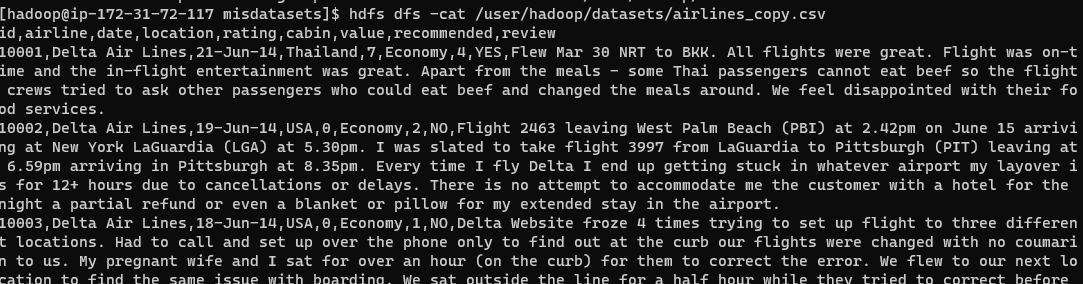 [hadoop@ip-172-31-72-117 misdatasets]$ hdfs dfs -cat /user/hadoop/datasets/airlines_copy.csv
id,airline,date,location,rating,cabin,value,recommended,review
10001,Delta Air Lines,21-Jun-14,Thailand,7,Economy,4,YES,Flew Mar 30 NRT to BKK. All flights were great. Flight was on-t
ime and the in-flight entertainment was great. Apart from the meals - some Thai passengers cannot eat beef so the flight
 crews tried to ask other passengers who could eat beef and changed the meals around. We feel disappointed with their fo
od services.
10002,Delta Air Lines,19-Jun-14,USA,0,Economy,2,NO,Flight 2463 leaving West Palm Beach (PBI) at 2.42pm on June 15 arrivi
ng at New York LaGuardia (LGA) at 5.30pm. I was slated to take flight 3997 from LaGuardia to Pittsburgh (PIT) leaving at
 6.59pm arriving in Pittsburgh at 8.35pm. Every time I fly Delta I end up getting stuck in whatever airport my layover i
s for 12+ hours due to cancellations or delays. There is no attempt to accommodate me the customer with a hotel for the
night a partial refund or even a blanket or pillow for my extended stay in the airport.
10003,Delta Air Lines,18-Jun-14,USA,0,Economy,1,NO,Delta Website froze 4 times trying to set up flight to three differen
t locations. Had to call and set up over the phone only to find out at the curb our flights were changed with no coumari
n to us. My pregnant wife and I sat for over an hour (on the curb) for them to correct the error. We flew to our next lo
cation to find the same issue with boarding. We sat outside the line for a half hour while they tried to correct before